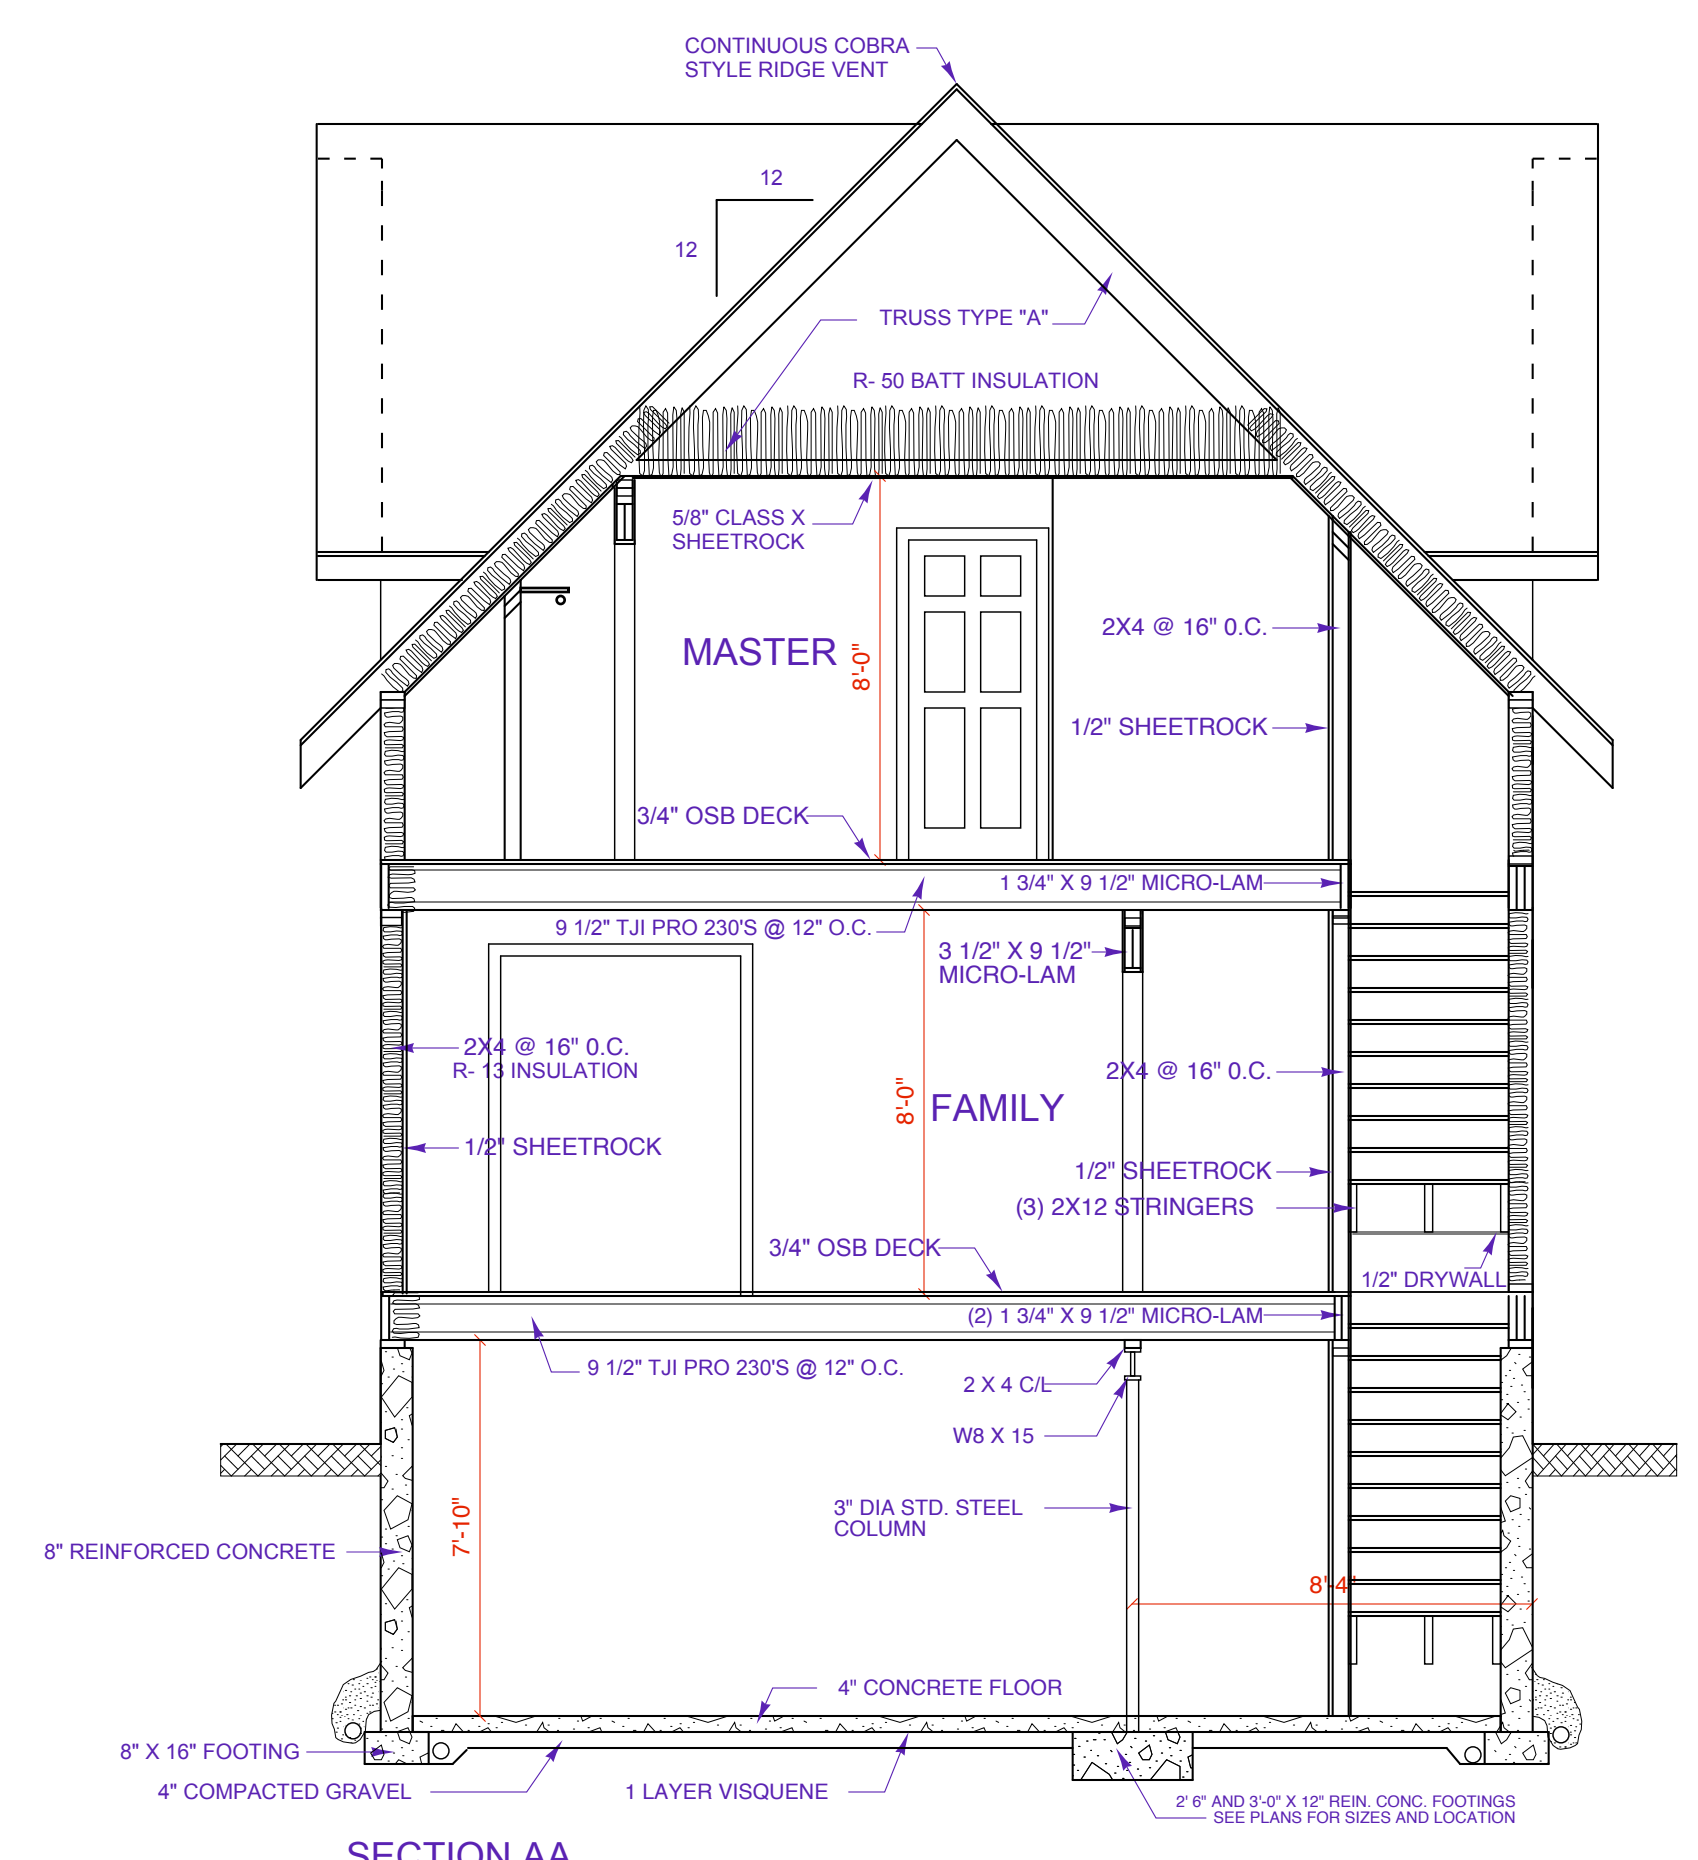 CONTINUOUS COBRA
STYLE RIDGE VENT
12
12
TRUSS TYPE "A"
R- 50 BATT INSULATION
5/8" CLASS X
SHEETROCK
MASTER
8'-0"
2X4 @ 16" 0.C.
1/2" SHEETROCK
3/4" OSB DECK
1 3/4" X 9 1/2" MICRO-LAM
9 1/2" TJI PRO 230'S @ 12" O.C.
3 1/2" X 9 1/2"
MICRO-LAM
2X4 @ 16" 0.C.
R- 13 INSULATION
2X4 @ 16" 0.C.
8'-0"
FAMILY
1/2" SHEETROCK
1/2" SHEETROCK
(3) 2X12 STRINGERS
3/4" OSB DECK
1/2" DRYWALL
(2) 1 3/4" X 9 1/2" MICRO-LAM
9 1/2" TJI PRO 230'S @ 12" O.C.
2 X 4 C/L
W8 X 15
7'-10"
3" DIA STD. STEEL
COLUMN
8" REINFORCED CONCRETE
8'-4"
4" CONCRETE FLOOR
8" X 16" FOOTING
4" COMPACTED GRAVEL
1 LAYER VISQUENE
2' 6" AND 3'-0" X 12" REIN. CONC. FOOTINGS
SEE PLANS FOR SIZES AND LOCATION
SECTION AA